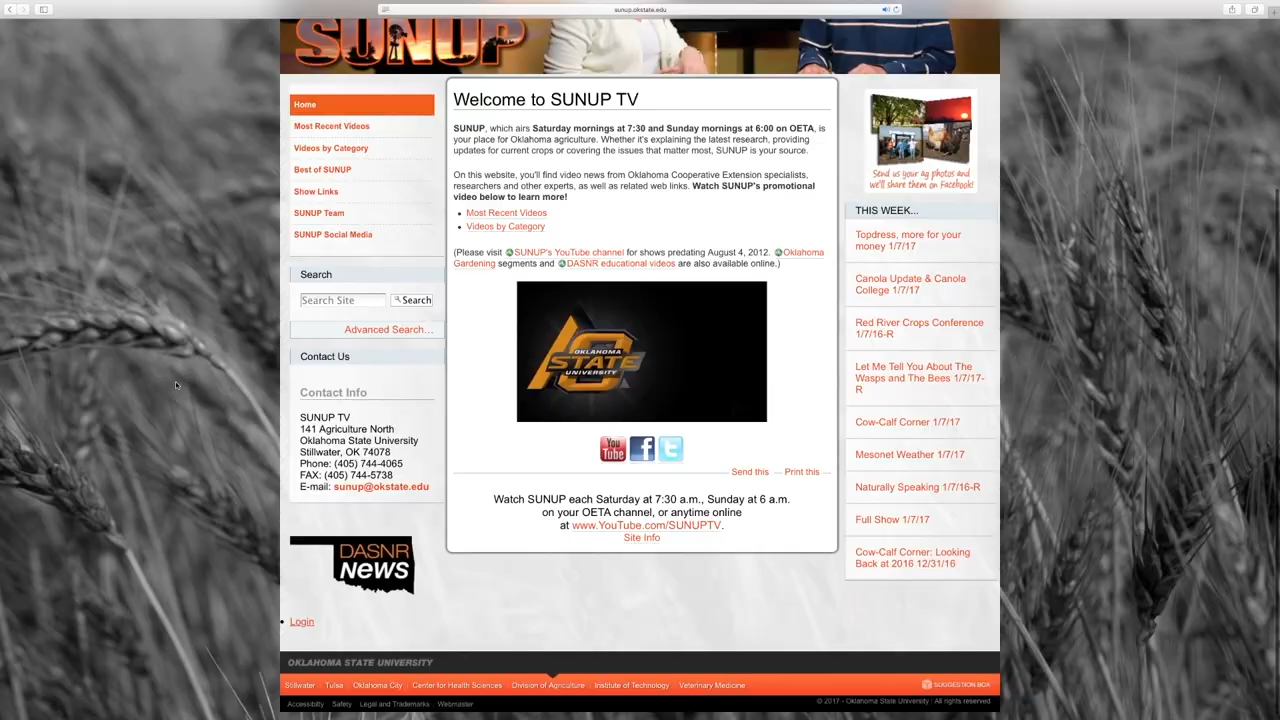 sunup.okstate.edu
SUNUP
Home
Most Recent Videos
Videos by Category
Best of SUNUP
Show Links
SUNUP Team
SUNUP Social Media
Search
Search Site
Search
Advanced Search…
Contact Us
Contact Info
SUNUP TV
141 Agriculture North
Oklahoma State University
Stillwater, OK 74078
Phone: (405) 744-4065
FAX: (405) 744-5738
E-mail: sunup@okstate.edu
DASNR
NEWS
Login
Welcome to SUNUP TV
SUNUP, which airs Saturday mornings at 7:30 and Sunday mornings at 6:00 on OETA, is
your place for Oklahoma agriculture. Whether it's explaining the latest research, providing
updates for current crops or covering the issues that matter most, SUNUP is your source.
On this website, you'll find video news from Oklahoma Cooperative Extension specialists,
researchers and other experts, as well as related web links. Watch SUNUP's promotional
video below to learn more!
Most Recent Videos
Videos by Category
(Please visit SUNUP's YouTube channel for shows predating August 4, 2012. Oklahoma
Gardening segments and DASNR educational videos are also available online.)
OKLAHOMA
STATE
UNIVERSITY
You
Tube
Send this
Print this
Watch SUNUP each Saturday at 7:30 a.m., Sunday at 6 a.m.
on your OETA channel, or anytime online
at www.YouTube.com/SUNUPTV.
Site Info
Send us your ag photos and
we'll share them on Facebook!
THIS WEEK...
Topdress, more for your
money 1/7/17
Canola Update & Canola
College 1/7/17
Red River Crops Conference
1/7/16-R
Let Me Tell You About The
Wasps and The Bees 1/7/17-
R
Cow-Calf Corner 1/7/17
Mesonet Weather 1/7/17
Naturally Speaking 1/7/16-R
Full Show 1/7/17
Cow-Calf Corner: Looking
Back at 2016 12/31/16
OKLAHOMA STATE UNIVERSITY
Stillwater Tulsa Oklahoma City Center for Health Sciences Division of Agriculture Institute of Technology Veterinary Medicine
SUGGESTION BOX
Accessibility Safety Legal and Trademarks Webmaster
© 2017 - Oklahoma State University | All rights reserved